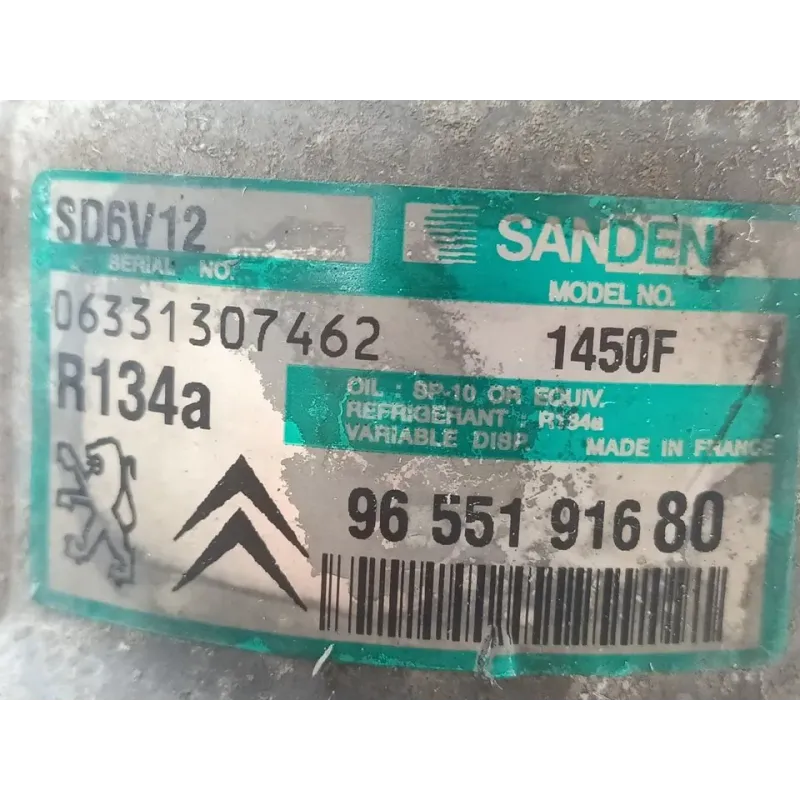 SD6V12
SANDEN
SERIAL NO.
MODEL NO.
06331307462
1450F
R134a
OIL : SP-10 OR EQUIV.
REFRIGERANT : R134a
VARIABLE DISP.
MADE IN FRANCE
96 551 916 80